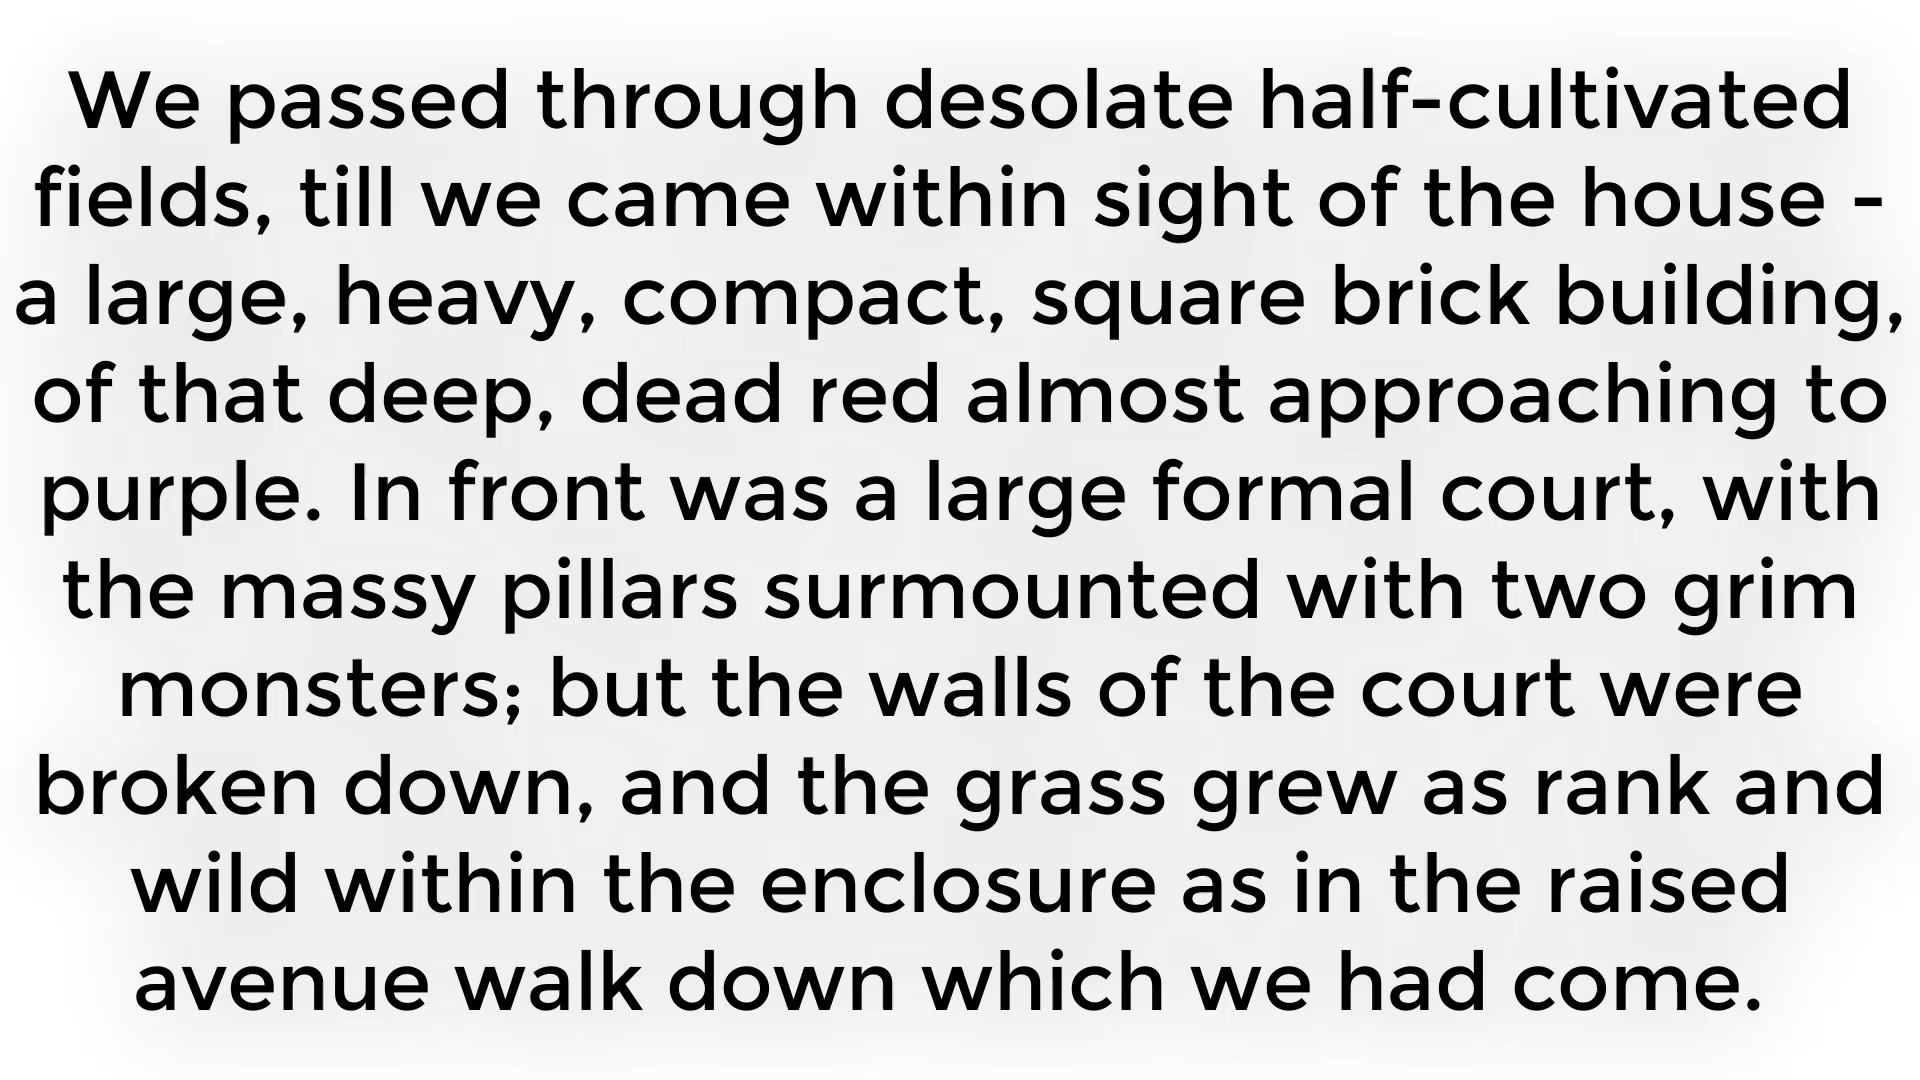 We passed through desolate half-cultivated
fields, till we came within sight of the house -
a large, heavy, compact, square brick building,
of that deep, dead red almost approaching to
purple. In front was a large formal court, with
the massy pillars surmounted with two grim
monsters; but the walls of the court were
broken down, and the grass grew as rank and
wild within the enclosure as in the raised
avenue walk down which we had come.